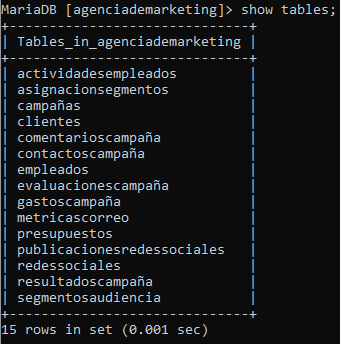 MariaDB [agenciademarketing]> show tables;
+------------------------------+
| Tables_in_agenciademarketing |
+------------------------------+
| actividadesempleados         |
| asignacionsegmentos          |
| campañas                     |
| clientes                     |
| comentarioscampaña           |
| contactoscampaña             |
| empleados                    |
| evaluacionescampaña          |
| gastoscampaña                |
| metricascorreo               |
| presupuestos                 |
| publicacionesredessociales   |
| redessociales                |
| resultadoscampaña            |
| segmentosaudiencia           |
+------------------------------+
15 rows in set (0.001 sec)